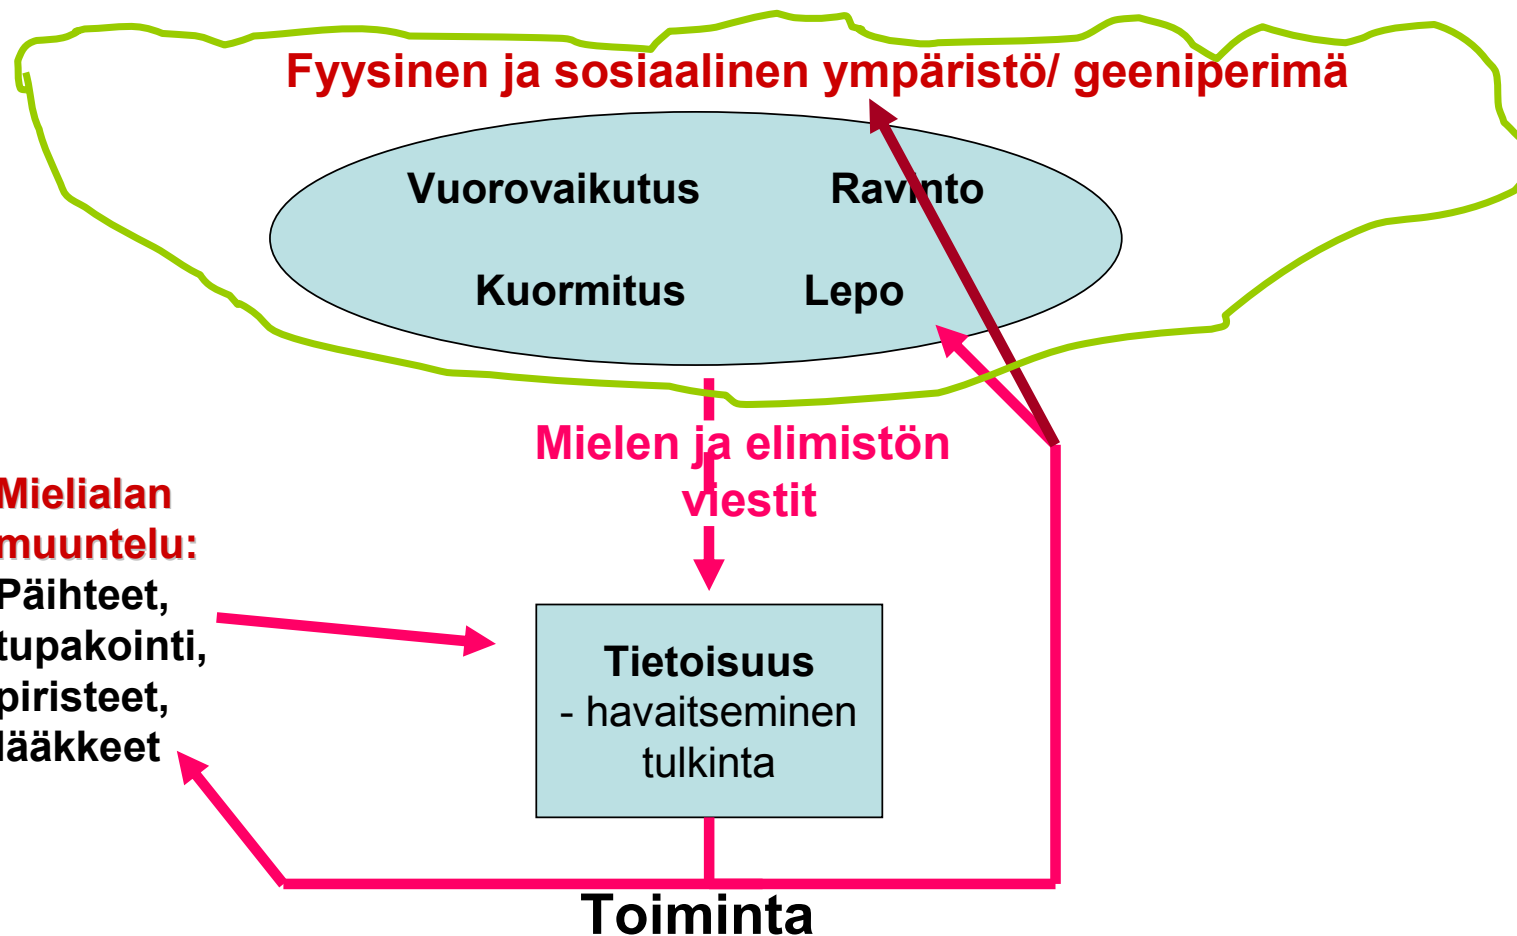 Fyysinen ja sosiaalinen ympäristö/ geeniperimä
Vuorovaikutus Ravinto
Kuormitus Lepo
Mielen ja elimistön
viestit
Mielialan
muuntelu:
Päihteet,
tupakointi,
piristeet,
lääkkeet
Tietoisuus
- havaitseminen
tulkinta
Toiminta